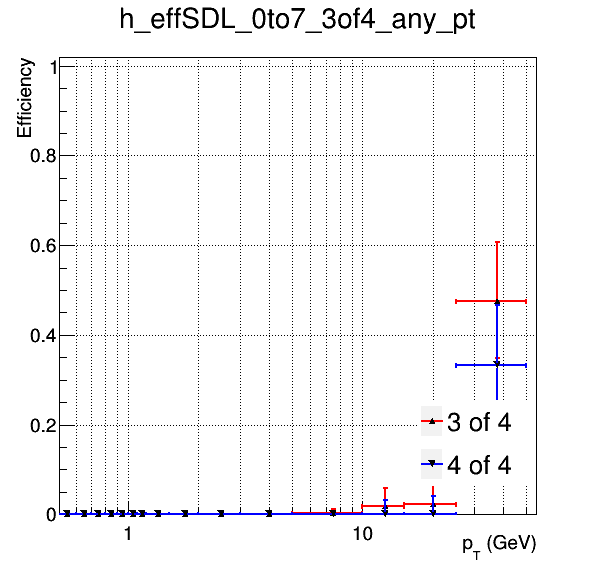 h_effSDL_0to7_3of4_any_pt
Efficiency
1
0.8
0.6
0.4
0.2
0
3 of 4
4 of 4
1
10
p_T (GeV)